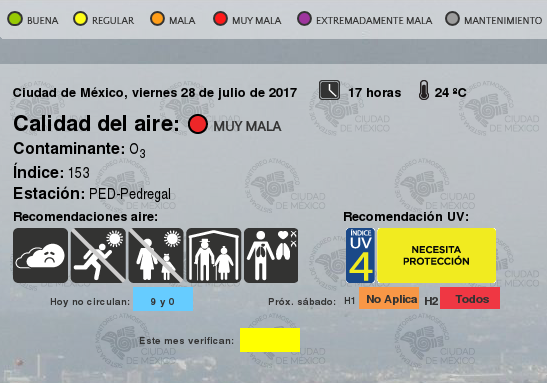 BUENA REGULAR MALA MUY MALA EXTREMADAMENTE MALA MANTENIMIENTO
Ciudad de México, viernes 28 de julio de 2017 17 horas 24 ºC
Calidad del aire: MUY MALA
Contaminante: O3
Índice: 153
Estación: PED-Pedregal
Recomendaciones aire: Recomendación UV:
ÍNDICE UV 4 NECESITA PROTECCIÓN
Hoy no circulan: 9 y 0 Próx. sábado: H1 No Aplica H2 Todos
Este mes verifican: